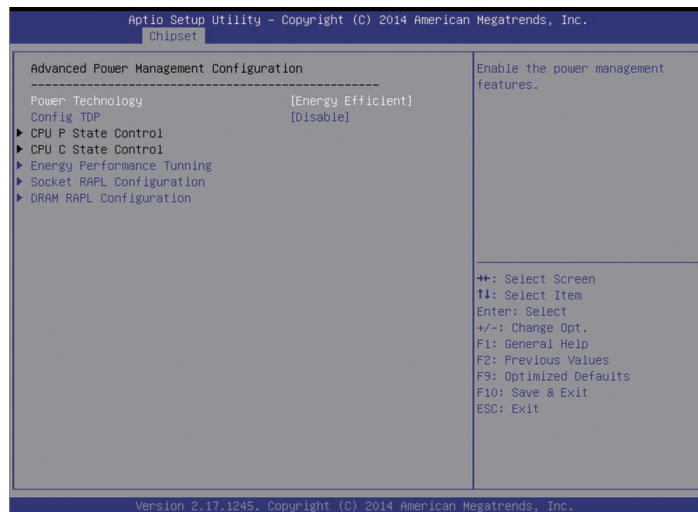 Aptio Setup Utility – Copyright (C) 2014 American Megatrends, Inc.
Chipset
Advanced Power Management Configuration
--------------------------------------------------
Power Technology [Energy Efficient]
Config TDP [Disable]
▶ CPU P State Control
▶ CPU C State Control
▶ Energy Performance Tunning
▶ Socket RAPL Configuration
▶ DRAM RAPL Configuration
Enable the power management
features.
→←: Select Screen
↑↓: Select Item
Enter: Select
+/-: Change Opt.
F1: General Help
F2: Previous Values
F9: Optimized Defaults
F10: Save & Exit
ESC: Exit
Version 2.17.1245. Copyright (C) 2014 American Megatrends, Inc.